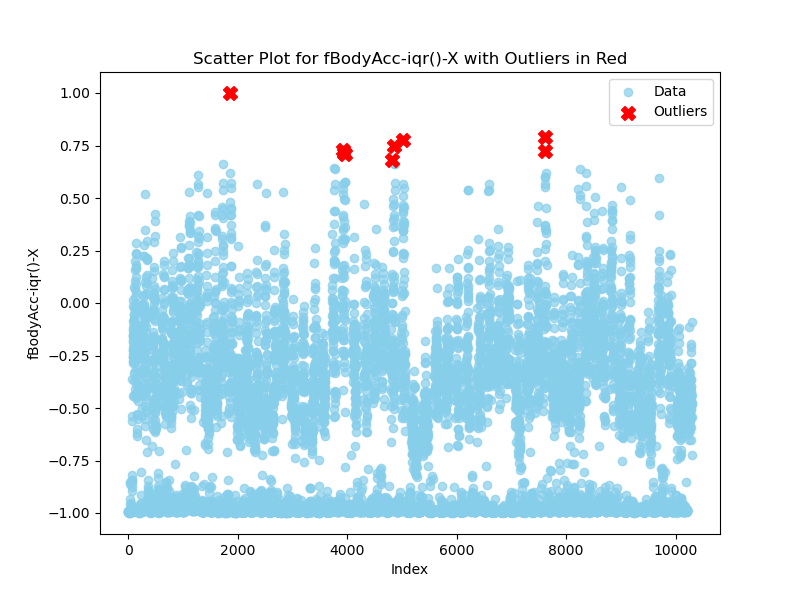 Scatter Plot for fBodyAcc-iqr()-X with Outliers in Red
Data
Outliers
fBodyAcc-iqr()-X
1.00
0.75
0.50
0.25
0.00
−0.25
−0.50
−0.75
−1.00
0 2000 4000 6000 8000 10000
Index